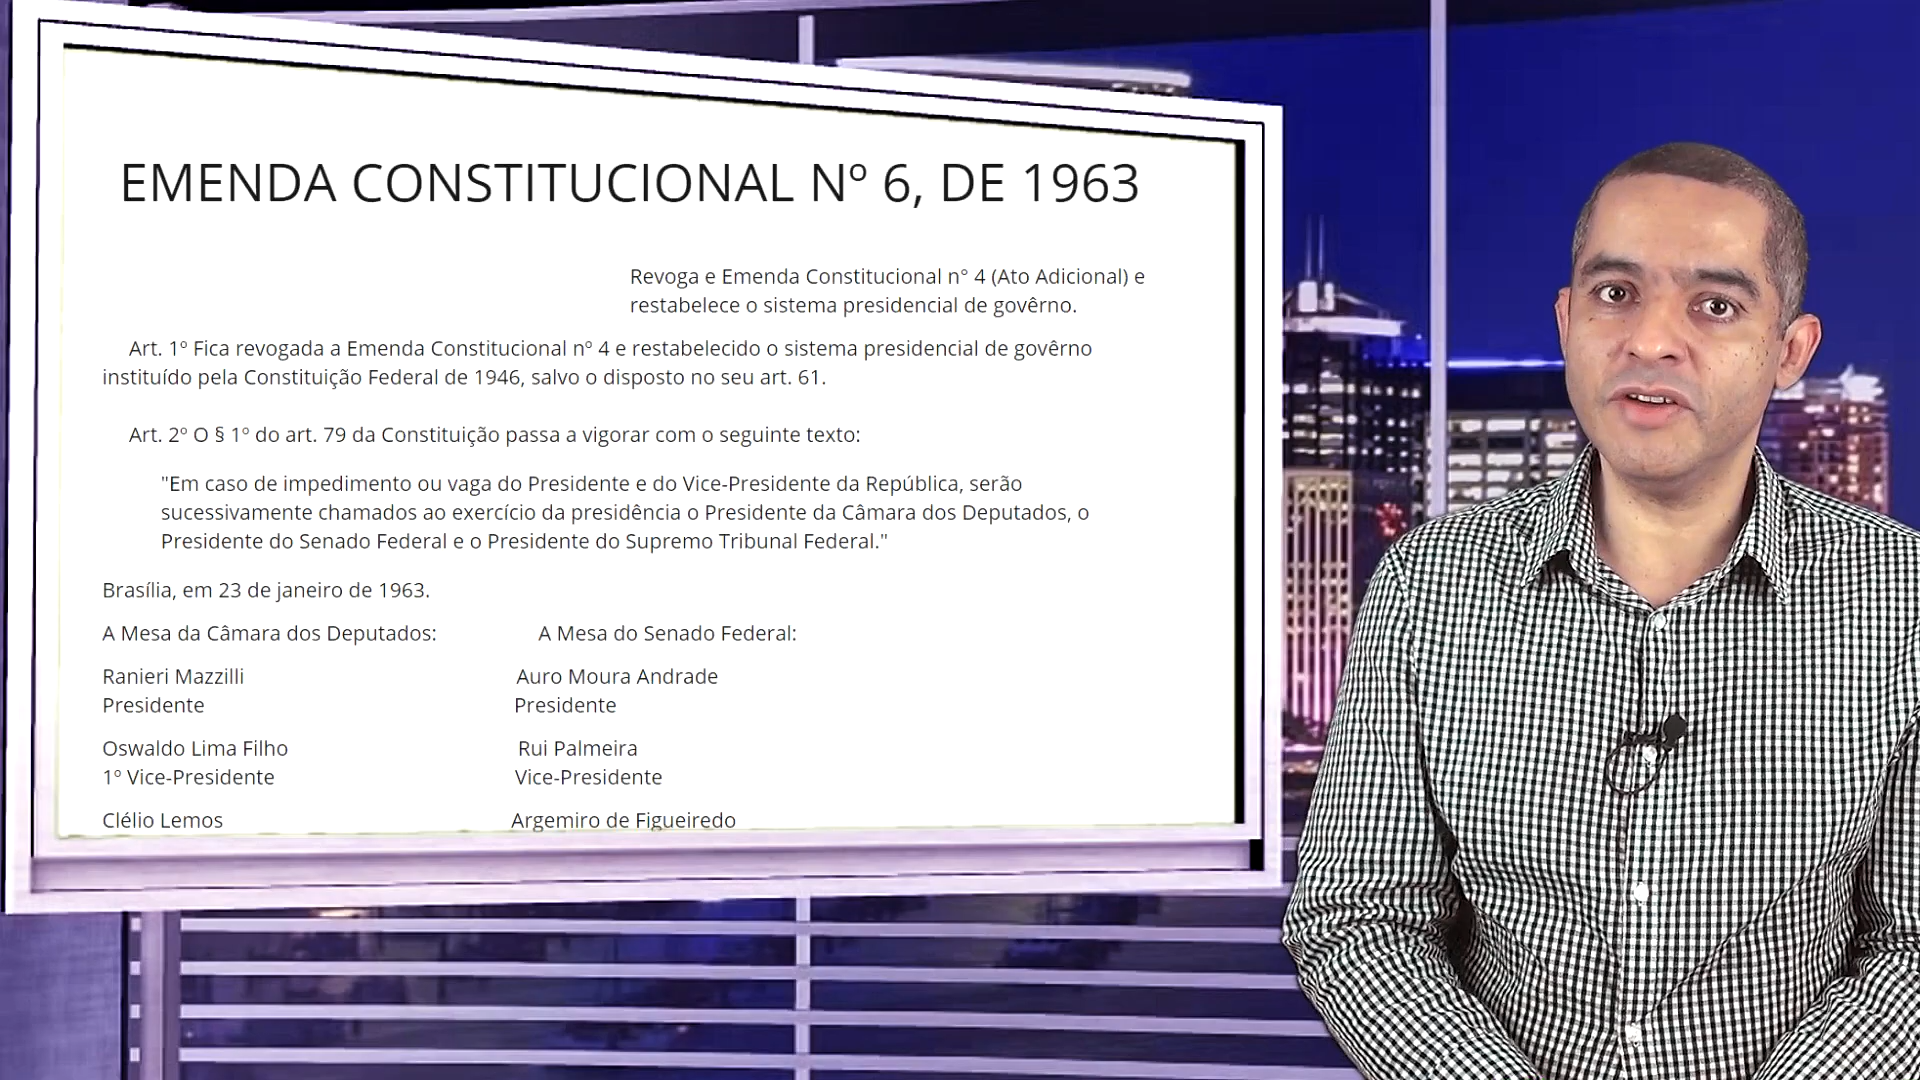 EMENDA CONSTITUCIONAL Nº 6, DE 1963
Revoga e Emenda Constitucional n° 4 (Ato Adicional) e
restabelece o sistema presidencial de govêrno.
Art. 1º Fica revogada a Emenda Constitucional nº 4 e restabelecido o sistema presidencial de govêrno
instituído pela Constituição Federal de 1946, salvo o disposto no seu art. 61.
Art. 2º O § 1º do art. 79 da Constituição passa a vigorar com o seguinte texto:
"Em caso de impedimento ou vaga do Presidente e do Vice-Presidente da República, serão
sucessivamente chamados ao exercício da presidência o Presidente da Câmara dos Deputados, o
Presidente do Senado Federal e o Presidente do Supremo Tribunal Federal."
Brasília, em 23 de janeiro de 1963.
A Mesa da Câmara dos Deputados: A Mesa do Senado Federal:
Ranieri Mazzilli Auro Moura Andrade
Presidente Presidente
Oswaldo Lima Filho Rui Palmeira
1º Vice-Presidente Vice-Presidente
Clélio Lemos Argemiro de Figueiredo